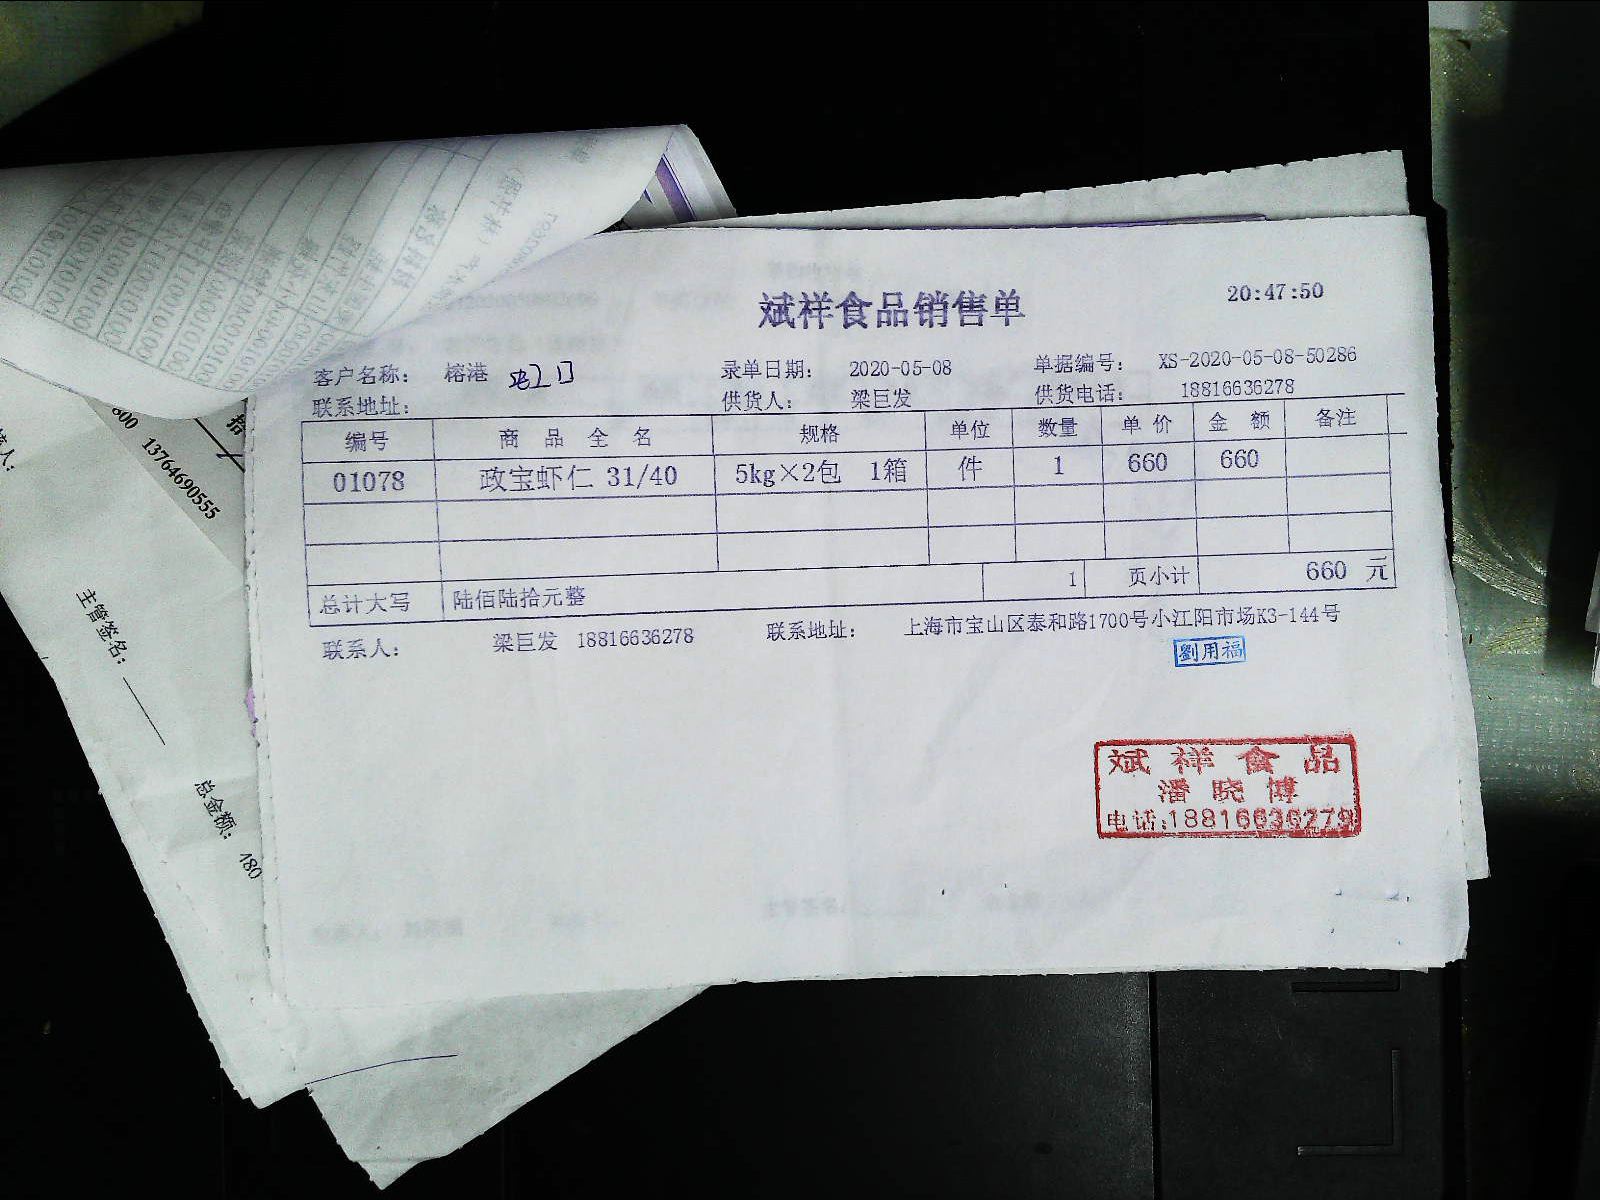 斌祥食品销售单
20:47:50
客户名称： 榕港 录单日期： 2020-05-08 单据编号： XS-2020-05-08-50286
联系地址： 供货人： 梁巨发 供货电话： 18816636278
编号 商品全名 规格 单位 数量 单价 金额 备注
01078 政宝虾仁 31/40 5kg×2包 1箱 件 1 660 660
总计大写 陆佰陆拾元整 1 页小计 660 元
联系人： 梁巨发 18816636278 联系地址： 上海市宝山区泰和路1700号小江阳市场K3-144号
劉用福
斌祥食品
潘晓博
电话:18816636279
13764690555
主管签名：
总金额： 480